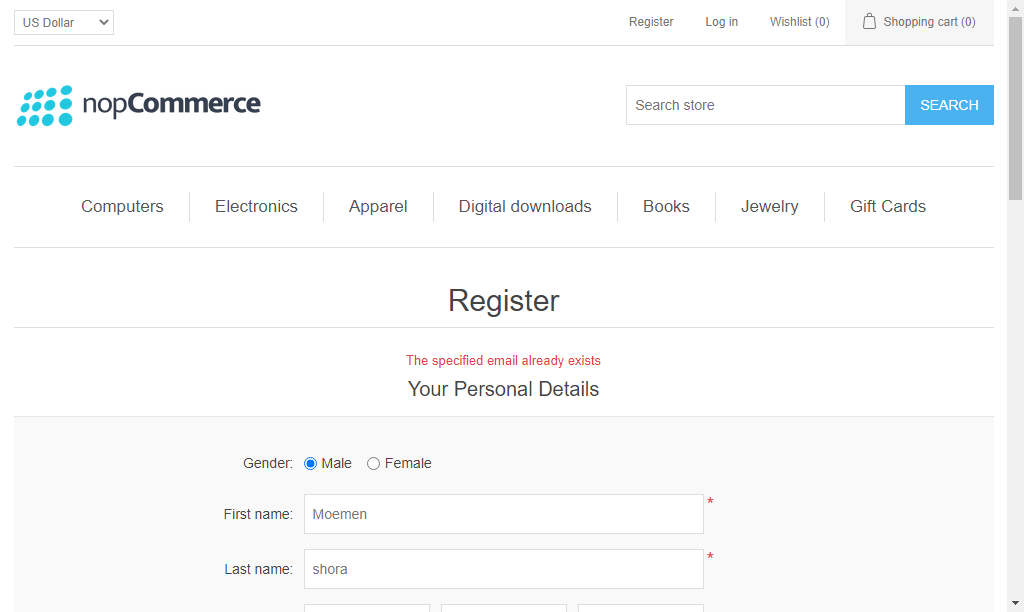 US Dollar
Register
Log in
Wishlist (0)
Shopping cart (0)
nopCommerce
Search store
SEARCH
Computers
Electronics
Apparel
Digital downloads
Books
Jewelry
Gift Cards
Register
The specified email already exists
Your Personal Details
Gender: Male Female
First name: Moemen *
Last name: shora *